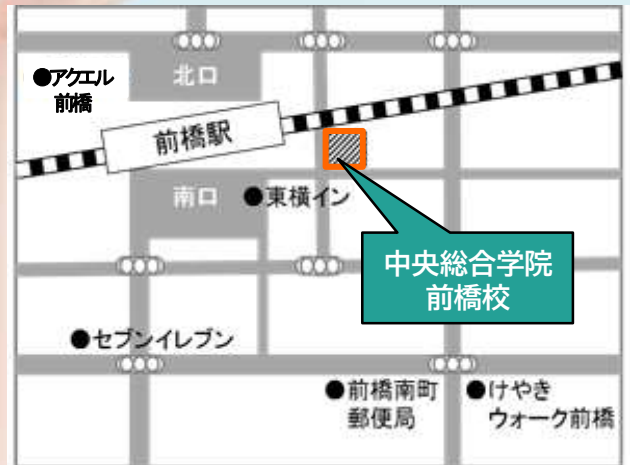 ●アクエル
前橋
北口
前橋駅
南口
●東横イン
中央総合学院
前橋校
●セブンイレブン
●前橋南町
郵便局
●けやき
ウォーク前橋